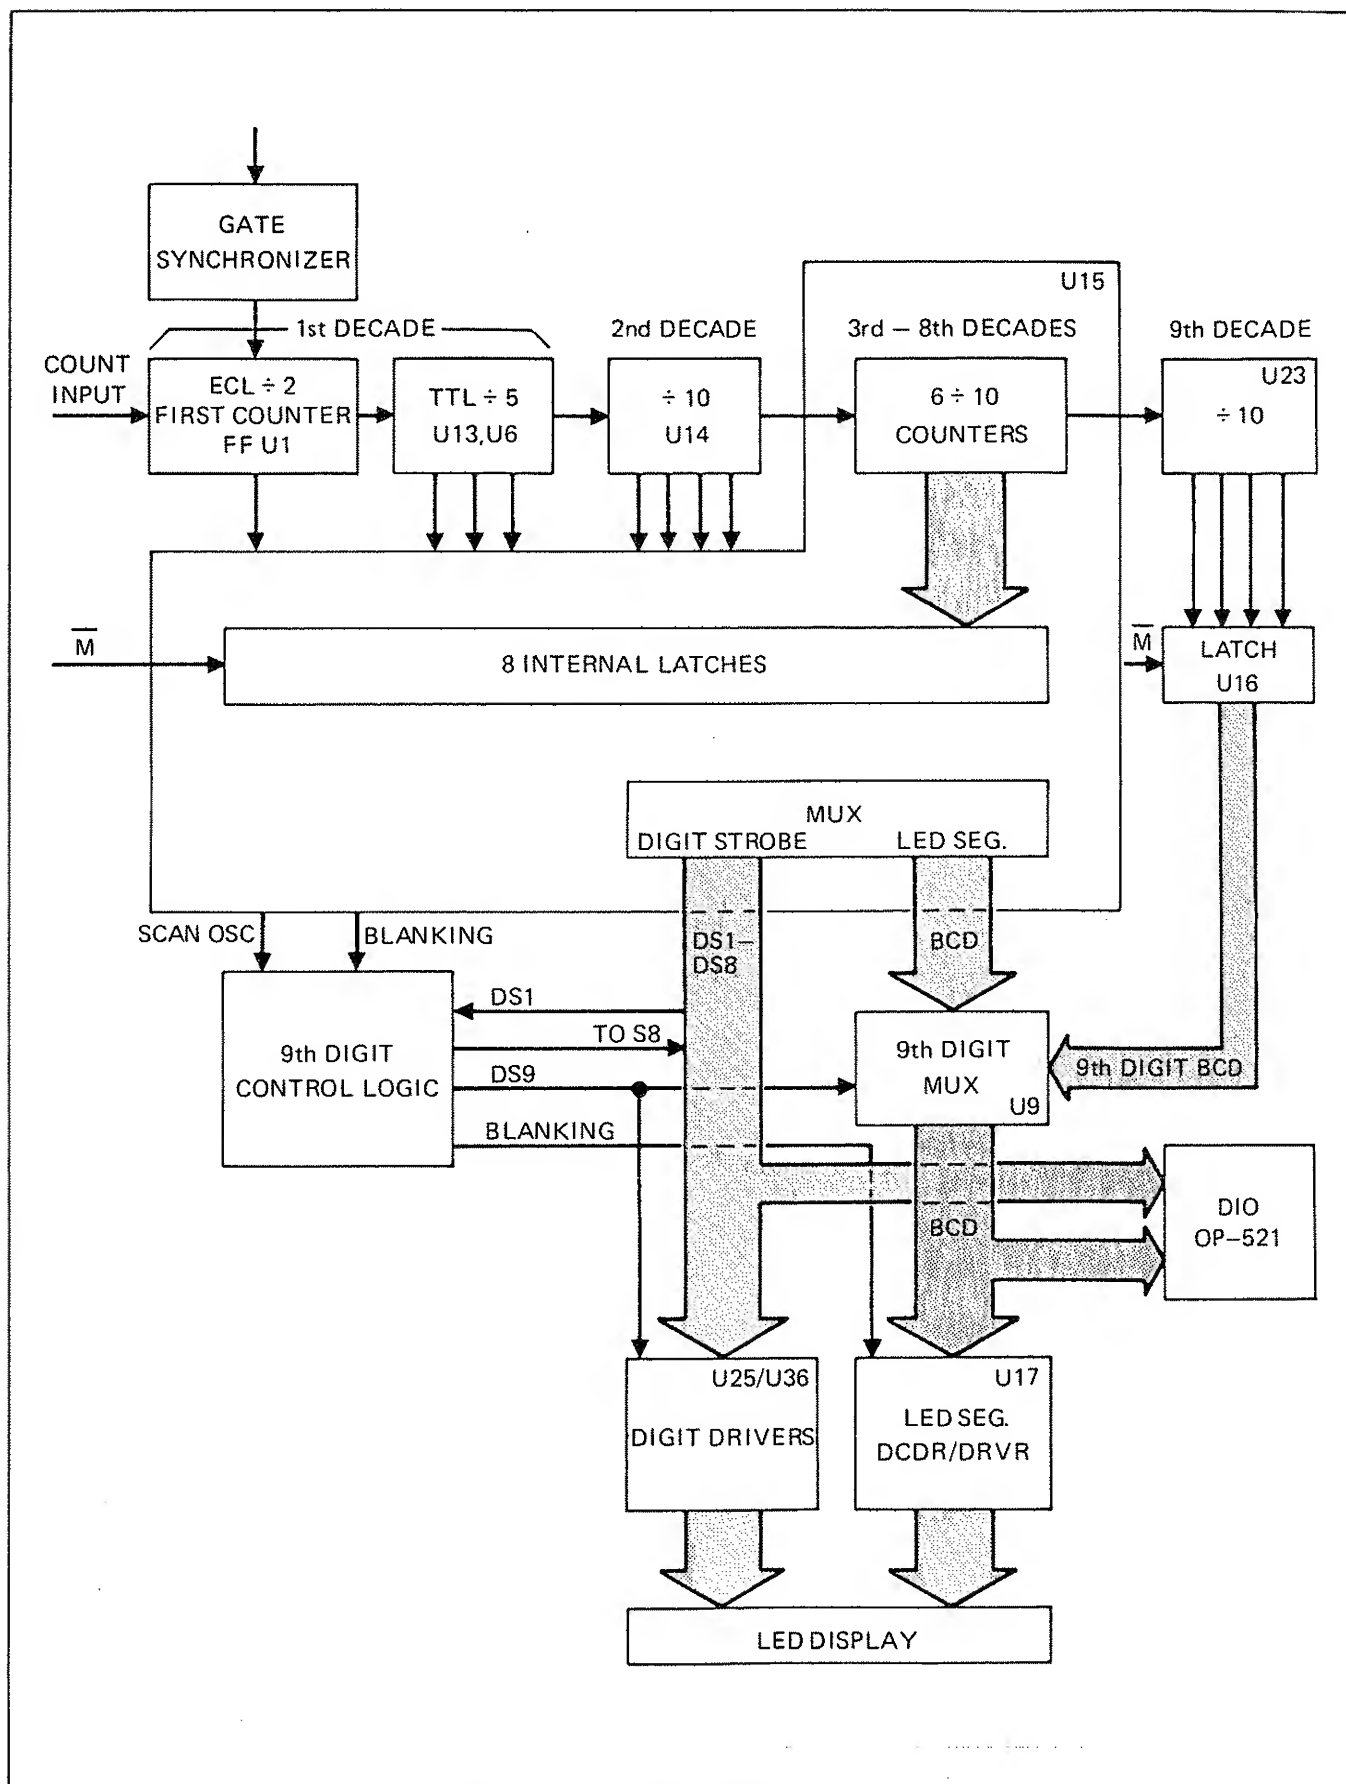 GATE
SYNCHRONIZER
U15
1st DECADE
2nd DECADE
3rd – 8th DECADES
9th DECADE
COUNT
INPUT
ECL ÷ 2
FIRST COUNTER
FF U1
TTL ÷ 5
U13,U6
÷ 10
U14
6 ÷ 10
COUNTERS
U23
÷ 10
M̅
8 INTERNAL LATCHES
M̅
LATCH
U16
MUX
DIGIT STROBE
LED SEG.
SCAN OSC
BLANKING
DS1–
DS8
BCD
DS1
TO S8
9th DIGIT
CONTROL LOGIC
DS9
BLANKING
9th DIGIT
MUX
U9
9th DIGIT BCD
BCD
DIO
OP–521
U25/U36
DIGIT DRIVERS
U17
LED SEG.
DCDR/DRVR
LED DISPLAY